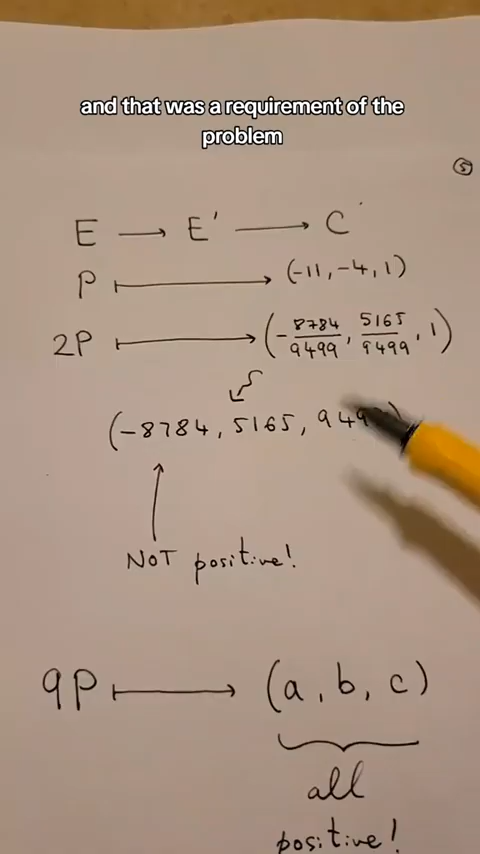 and that was a requirement of the
problem
⑤
E → E' → C
P ↦ (-11, -4, 1)
2P ↦ (-8784/9499, 5165/9499, 1)
(-8784, 5165, 949
NOT positive!
9P ↦ (a, b, c)
all
positive!